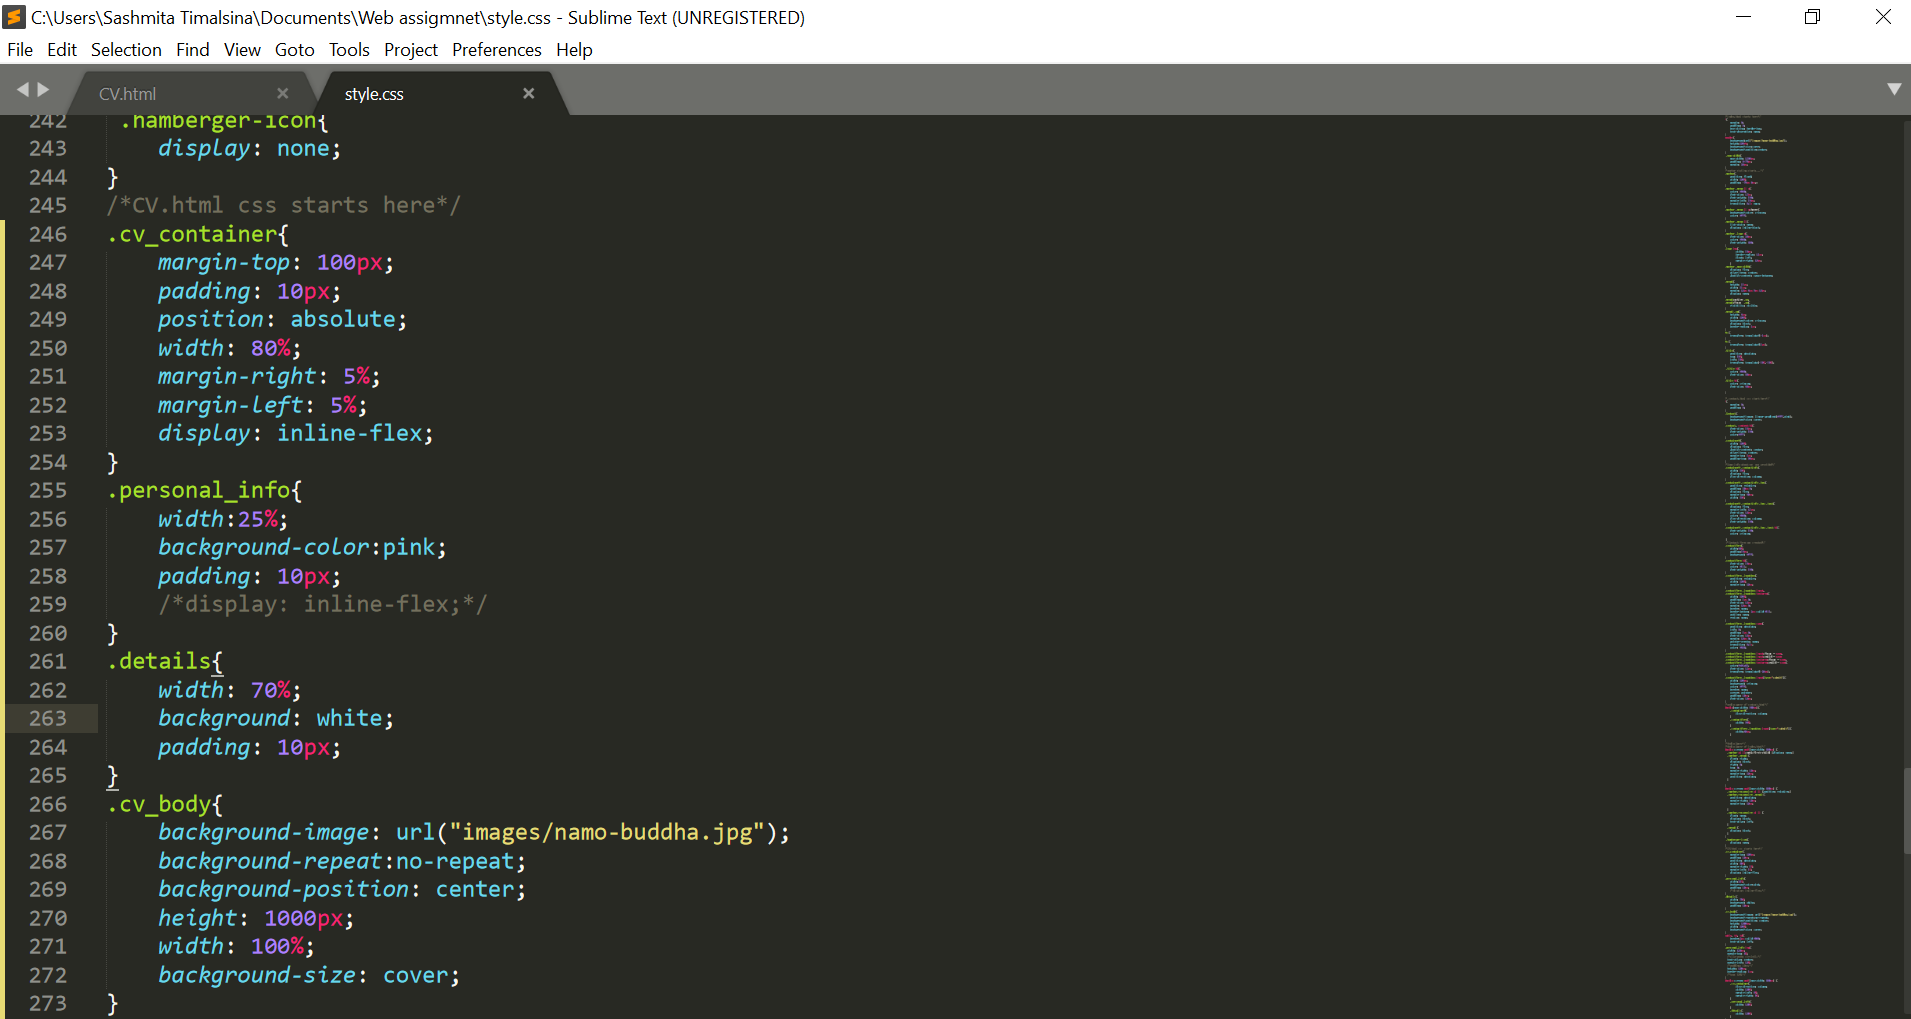 C:\Users\Sashmita Timalsina\Documents\Web assigmnet\style.css - Sublime Text (UNREGISTERED)
File Edit Selection Find View Goto Tools Project Preferences Help
CV.html style.css
242 .hamberger-icon{
243 display: none;
244 }
245 /*CV.html css starts here*/
246 .cv_container{
247 margin-top: 100px;
248 padding: 10px;
249 position: absolute;
250 width: 80%;
251 margin-right: 5%;
252 margin-left: 5%;
253 display: inline-flex;
254 }
255 .personal_info{
256 width:25%;
257 background-color:pink;
258 padding: 10px;
259 /*display: inline-flex;*/
260 }
261 .details{
262 width: 70%;
263 background: white;
264 padding: 10px;
265 }
266 .cv_body{
267 background-image: url("images/namo-buddha.jpg");
268 background-repeat:no-repeat;
269 background-position: center;
270 height: 1000px;
271 width: 100%;
272 background-size: cover;
273 }